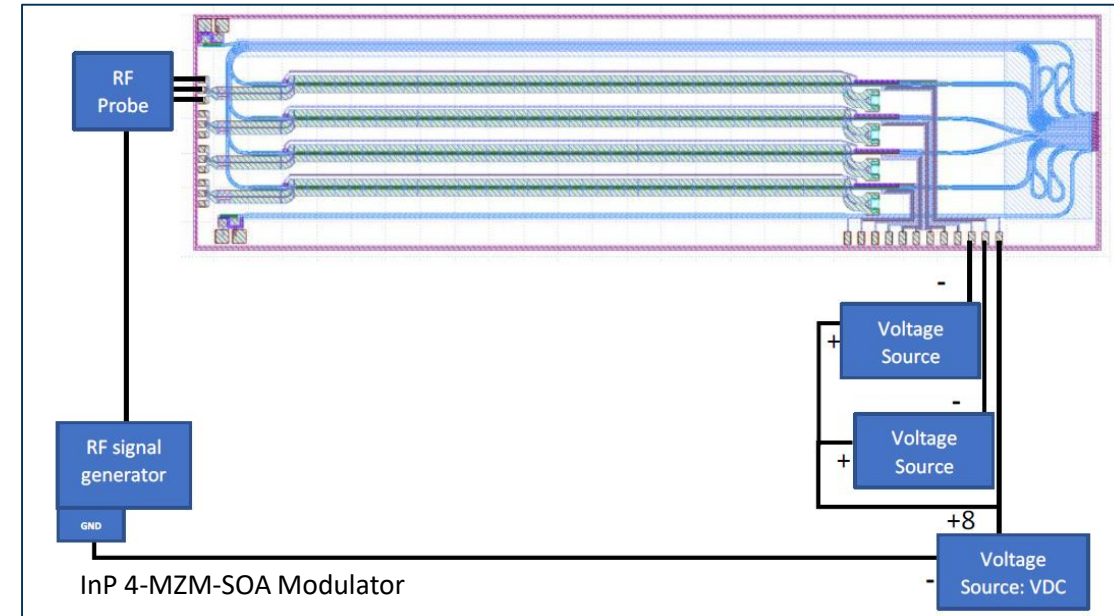 RF
Probe
-
Voltage
Source
+
-
Voltage
Source
+
RF signal
generator
GND
+8
Voltage
Source: VDC
-
InP 4-MZM-SOA Modulator